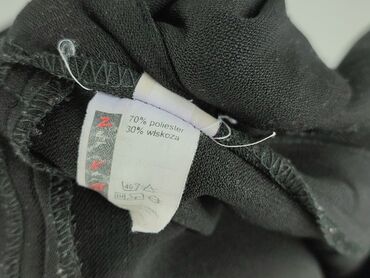 70% poliester
30% wiskoza